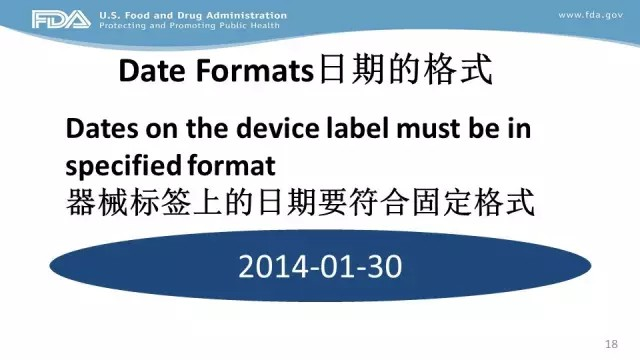 FDA U.S. Food and Drug Administration
Protecting and Promoting Public Health
www.fda.gov
Date Formats日期的格式
Dates on the device label must be in
specified format
器械标签上的日期要符合固定格式
2014-01-30
18